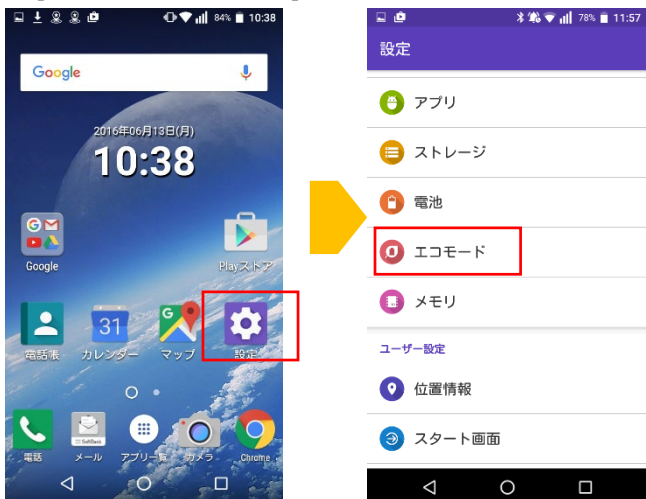 84% 10:38
Google
2016年06月13日(月)
10:38
Google
Playストア
電話帳
31
カレンダー
G
マップ
設定
電話
SoftBank
メール
アプリ一覧
カメラ
Chrome
78% 11:57
設定
アプリ
ストレージ
電池
エコモード
メモリ
ユーザー設定
位置情報
スタート画面